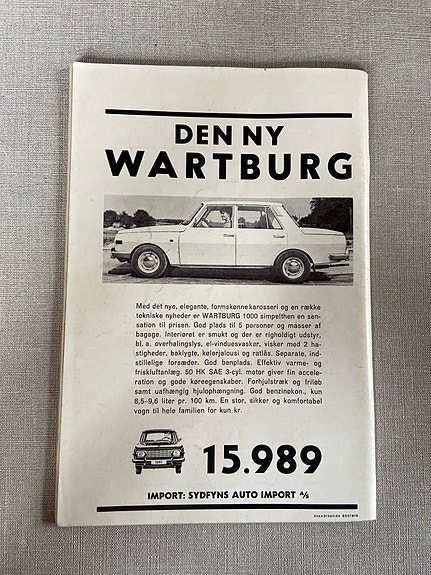 DEN NY
WARTBURG
Med det nye, elegante, formskønne karosseri og en række
tekniske nyheder er WARTBURG 1000 simpelthen en sen-
sation til prisen. God plads til 5 personer og masser af
bagage. Interiøret er smukt og der er righoldigt udstyr,
bl. a. overhalingslys, el-vinduesvasker, visker med 2 ha-
stigheder, baklygte, kølerjalousi og ratlås. Separate, ind-
stillelige forsæder. God benplads. Effektiv varme- og
friskluftanlæg. 50 HK SAE 3-cyl. motor giver fin accele-
ration og gode køreegenskaber. Forhjulstræk og friløb
samt uafhængig hjulophængning. God benzinøkon., kun
8,5–9,6 liter pr. 100 km. En stor, sikker og komfortabel
vogn til hele familien for kun kr.
15.989
IMPORT: SYDFYNS AUTO IMPORT A/S